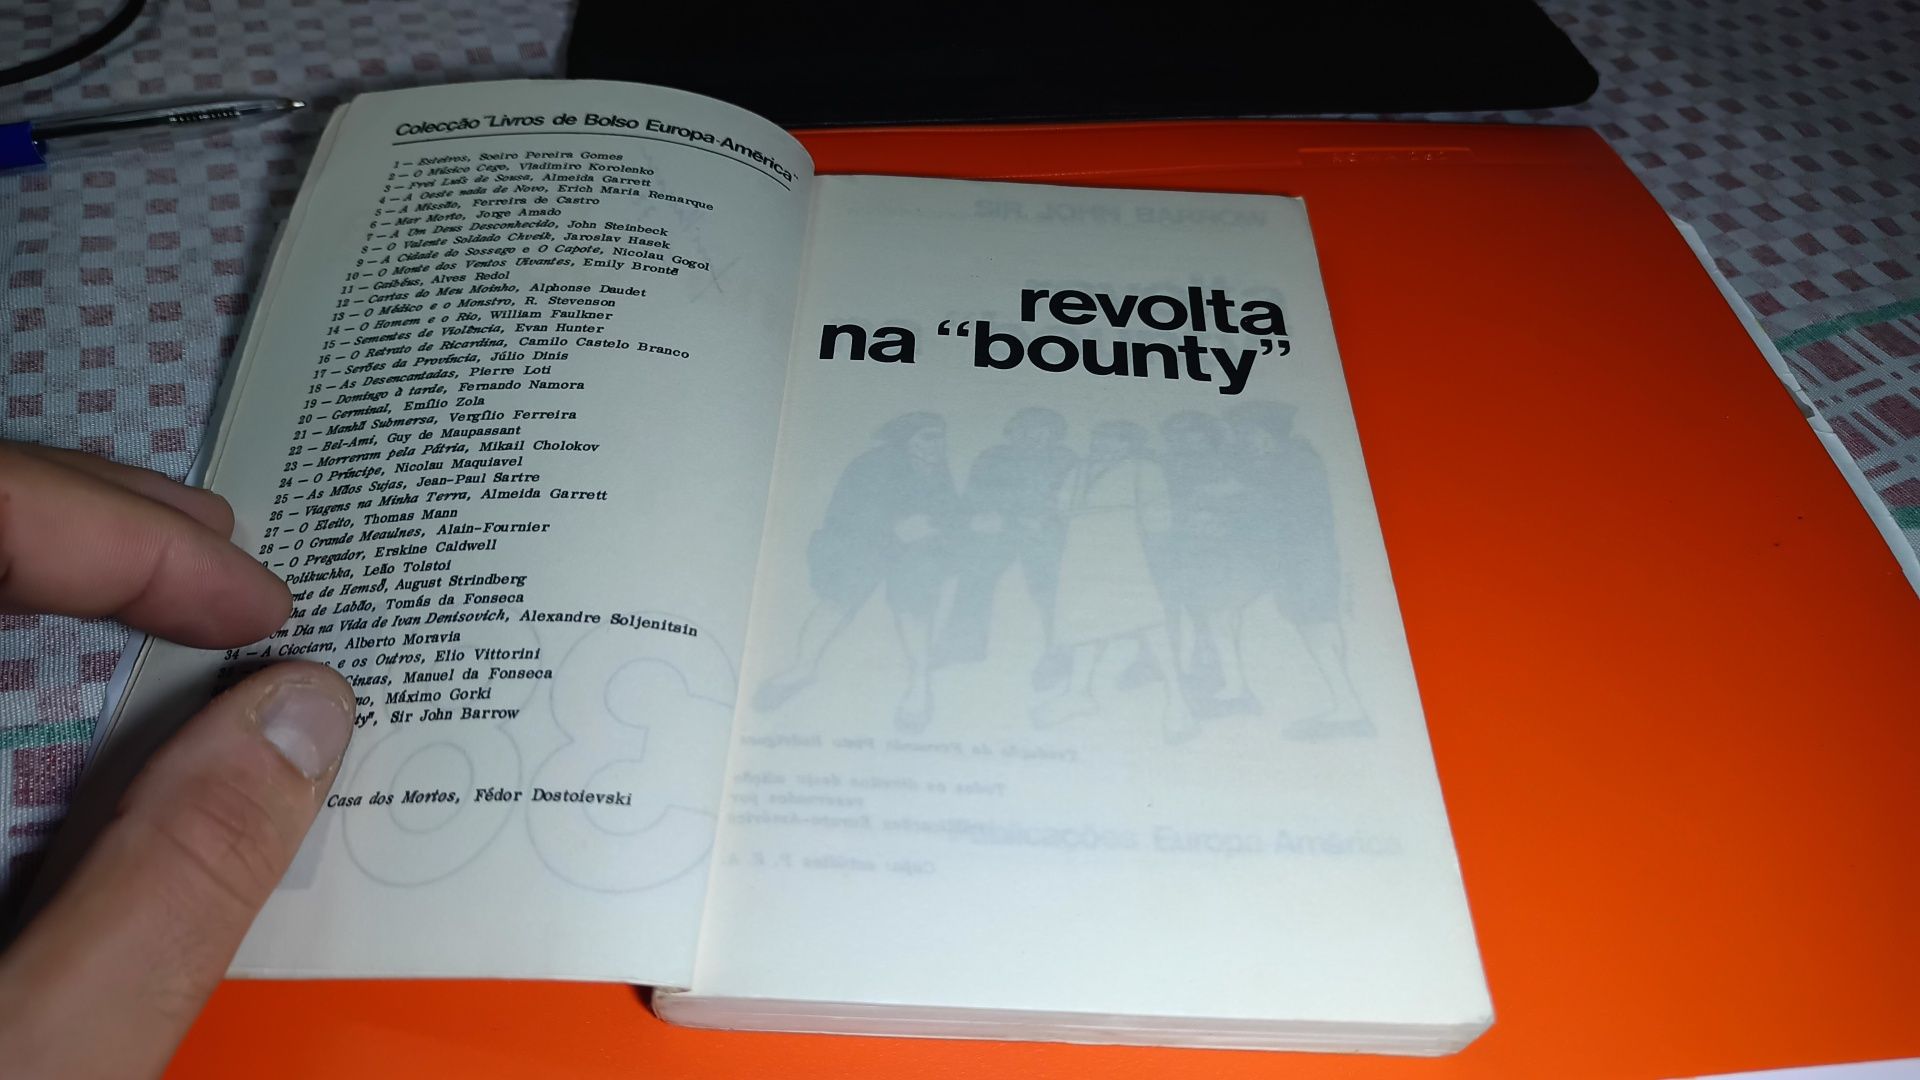 Colecção "Livros de Bolso Europa-América"
1 — Esteiros, Soeiro Pereira Gomes
2 — O Músico Cego, Vladimiro Korolenko
3 — Frei Luís de Sousa, Almeida Garrett
4 — A Oeste nada de Novo, Erich Maria Remarque
5 — A Missão, Ferreira de Castro
6 — Mar Morto, Jorge Amado
7 — A Um Deus Desconhecido, John Steinbeck
8 — O Valente Soldado Chveik, Jaroslav Hasek
9 — A Cidade do Sossego e O Capote, Nicolau Gogol
10 — O Monte dos Ventos Uivantes, Emily Brontë
11 — Gaibéus, Alves Redol
12 — Cartas do Meu Moinho, Alphonse Daudet
13 — O Médico e o Monstro, R. Stevenson
14 — O Homem e o Rio, William Faulkner
15 — Sementes de Violência, Evan Hunter
16 — O Retrato de Ricardina, Camilo Castelo Branco
17 — Serões da Província, Júlio Dinis
18 — As Desencantadas, Pierre Loti
19 — Domingo à tarde, Fernando Namora
20 — Germinal, Emílio Zola
21 — Manhã Submersa, Vergílio Ferreira
22 — Bel-Ami, Guy de Maupassant
23 — Morreram pela Pátria, Mikail Cholokov
24 — O Príncipe, Nicolau Maquiavel
25 — As Mãos Sujas, Jean-Paul Sartre
26 — Viagens na Minha Terra, Almeida Garrett
27 — O Eleito, Thomas Mann
28 — O Grande Meaulnes, Alain-Fournier
— O Pregador, Erskine Caldwell
Polikuchka, Leão Tolstoi
de Hemsö, August Strindberg
de Labão, Tomás da Fonseca
Um Dia na Vida de Ivan Denisovich, Alexandre Soljenitsin
34 — A Ciociara, Alberto Moravia
e os Outros, Elio Vittorini
Cinzas, Manuel da Fonseca
Máximo Gorki
Sir John Barrow
Casa dos Mortos, Fédor Dostoievski
revolta
na "bounty"